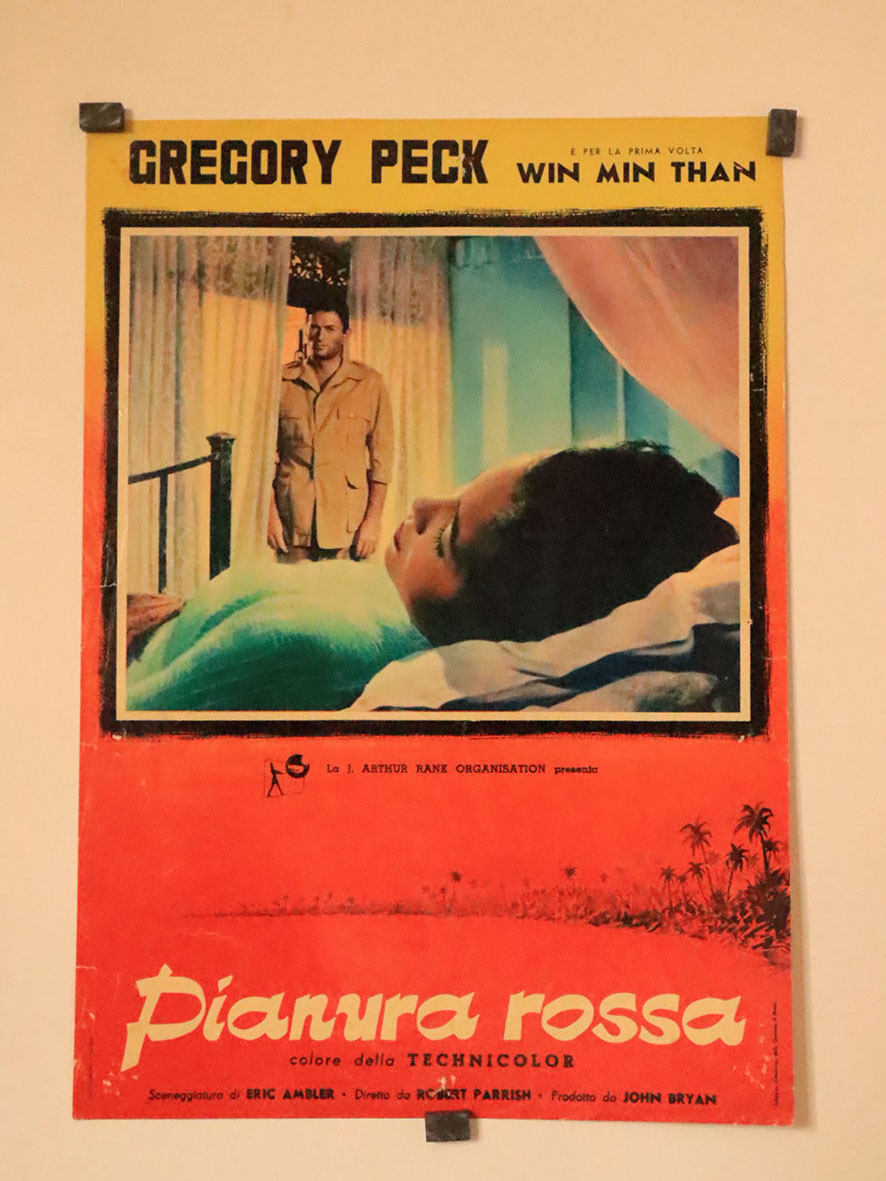 GREGORY PECK
E PER LA PRIMA VOLTA
WIN MIN THAN
La J. ARTHUR RANK ORGANISATION presenta
Pianura rossa
colore della TECHNICOLOR
Sceneggiatura di ERIC AMBLER • Diretto da ROBERT PARRISH • Prodotto da JOHN BRYAN